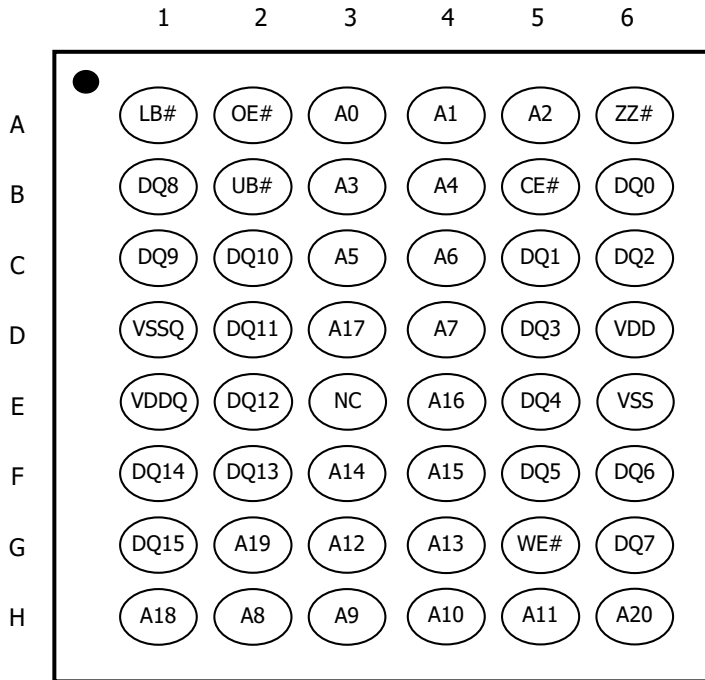 1 2 3 4 5 6
A LB# OE# A0 A1 A2 ZZ#
B DQ8 UB# A3 A4 CE# DQ0
C DQ9 DQ10 A5 A6 DQ1 DQ2
D VSSQ DQ11 A17 A7 DQ3 VDD
E VDDQ DQ12 NC A16 DQ4 VSS
F DQ14 DQ13 A14 A15 DQ5 DQ6
G DQ15 A19 A12 A13 WE# DQ7
H A18 A8 A9 A10 A11 A20